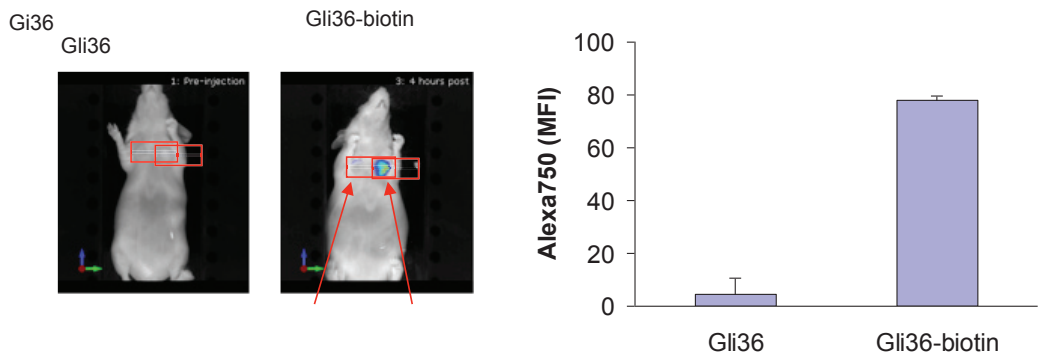 Gi36
Gli36
Gli36-biotin
1: Pre-injection
3: 4 hours post
100
80
60
40
20
0
Alexa750 (MFI)
Gli36
Gli36-biotin